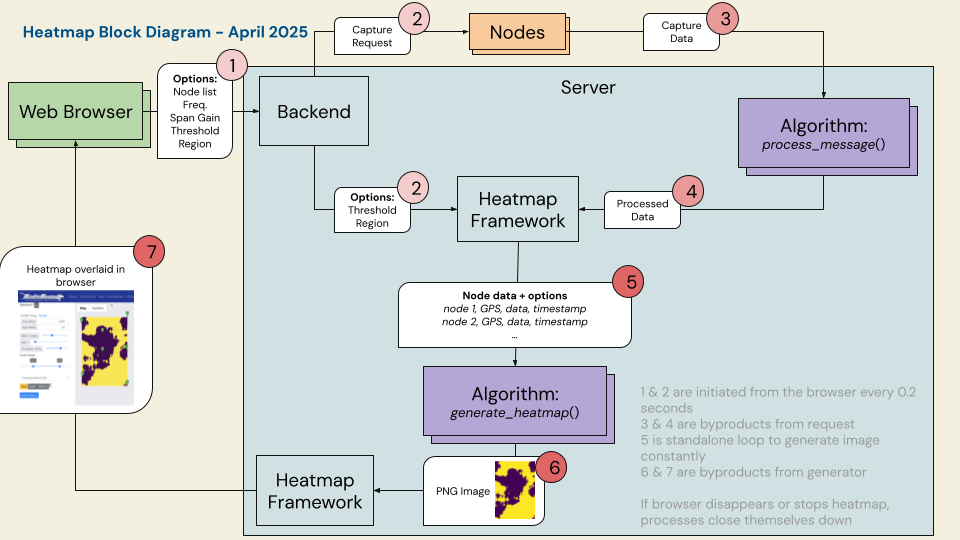 Heatmap Block Diagram - April 2025
1
Options:
Node list
Freq.
Span Gain
Threshold
Region
Web Browser
2
Capture
Request
Nodes
3
Capture
Data
Server
Backend
Algorithm:
process_message()
2
Options:
Threshold
Region
Heatmap
Framework
4
Processed
Data
7
Heatmap overlaid in
browser
5
Node data + options
node 1, GPS, data, timestamp
node 2, GPS, data, timestamp
...
Algorithm:
generate_heatmap()
6
PNG Image
Heatmap
Framework
1 & 2 are initiated from the browser every 0.2
seconds
3 & 4 are byproducts from request
5 is standalone loop to generate image
constantly
6 & 7 are byproducts from generator
If browser disappears or stops heatmap,
processes close themselves down